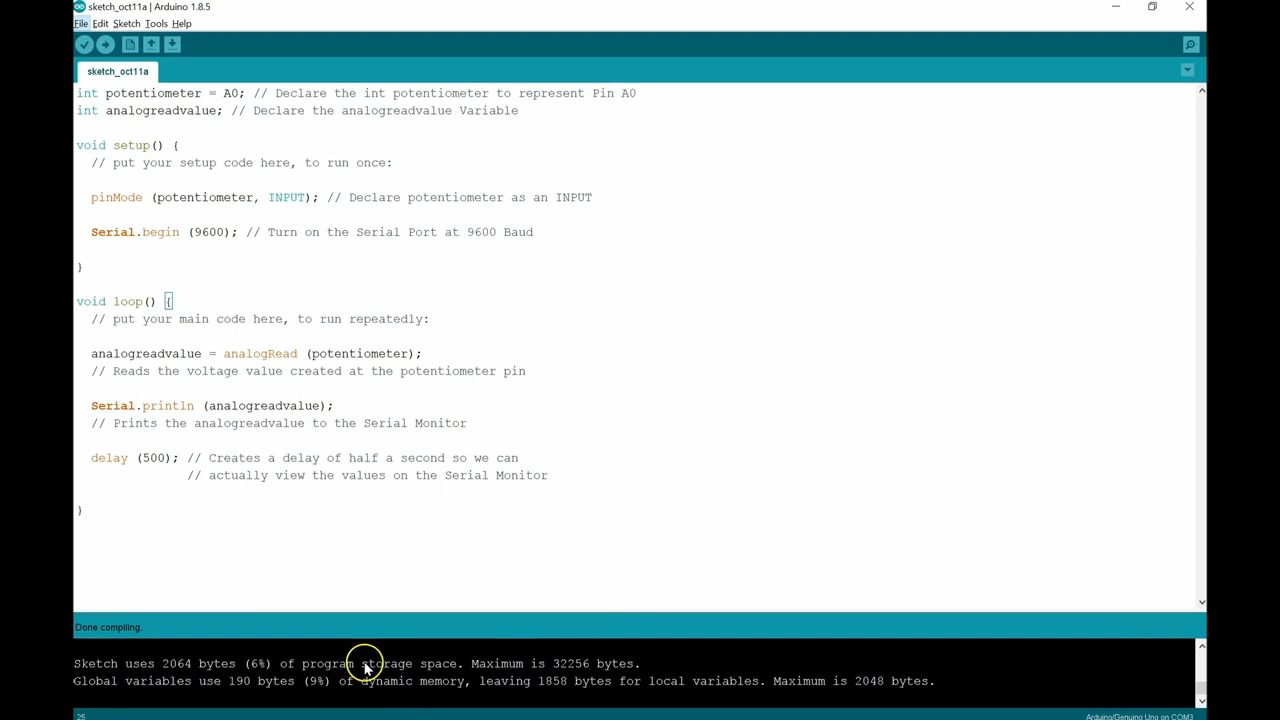 sketch_oct11a | Arduino 1.8.5
File Edit Sketch Tools Help
sketch_oct11a
int potentiometer = A0; // Declare the int potentiometer to represent Pin A0
int analogreadvalue; // Declare the analogreadvalue Variable
void setup() {
// put your setup code here, to run once:
pinMode (potentiometer, INPUT); // Declare potentiometer as an INPUT
Serial.begin (9600); // Turn on the Serial Port at 9600 Baud
}
void loop() {
// put your main code here, to run repeatedly:
analogreadvalue = analogRead (potentiometer);
// Reads the voltage value created at the potentiometer pin
Serial.println (analogreadvalue);
// Prints the analogreadvalue to the Serial Monitor
delay (500); // Creates a delay of half a second so we can
// actually view the values on the Serial Monitor
}
Done compiling.
Sketch uses 2064 bytes (6%) of program storage space. Maximum is 32256 bytes.
Global variables use 190 bytes (9%) of dynamic memory, leaving 1858 bytes for local variables. Maximum is 2048 bytes.
25 Arduino/Genuino Uno on COM3